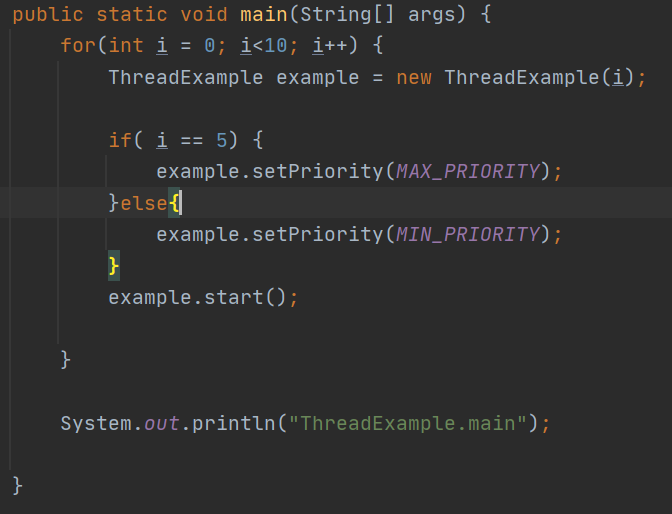 public static void main(String[] args) {
for(int i = 0; i<10; i++) {
ThreadExample example = new ThreadExample(i);
if( i == 5) {
example.setPriority(MAX_PRIORITY);
}else{
example.setPriority(MIN_PRIORITY);
}
example.start();
}
System.out.println("ThreadExample.main");
}